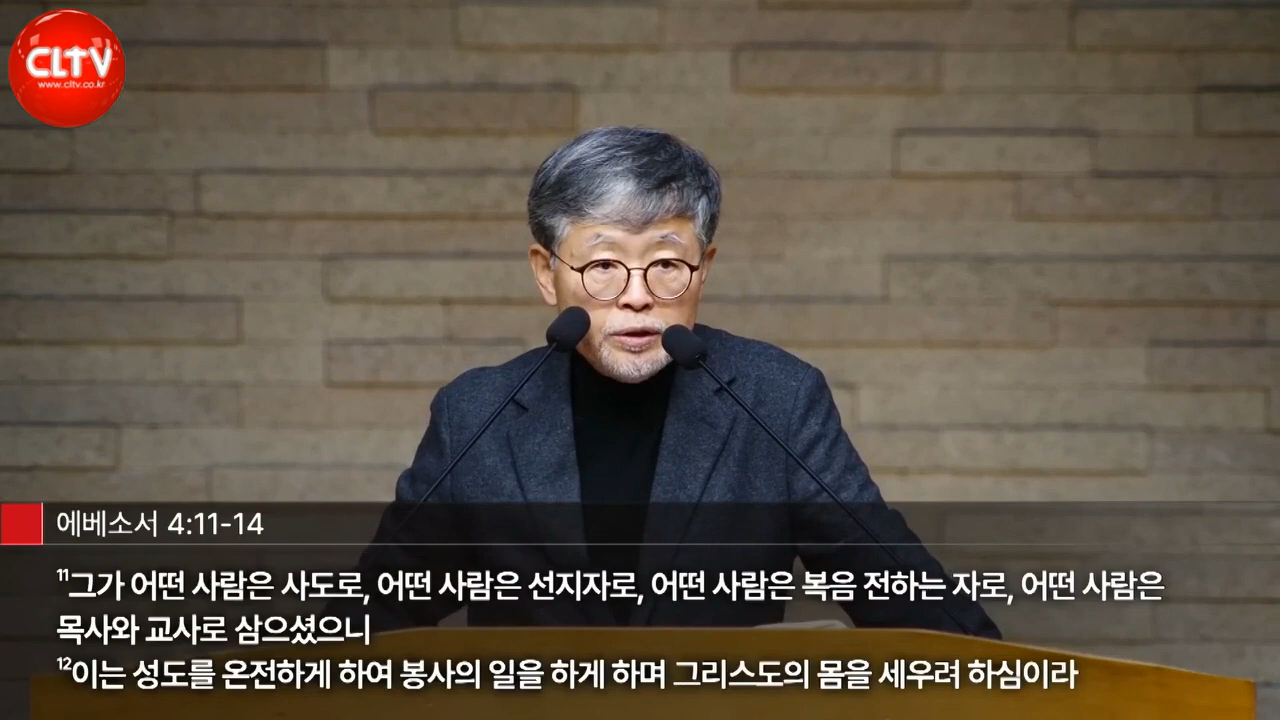 CLTV
www.cltv.co.kr
에베소서 4:11-14
¹¹그가 어떤 사람은 사도로, 어떤 사람은 선지자로, 어떤 사람은 복음 전하는 자로, 어떤 사람은
목사와 교사로 삼으셨으니
¹²이는 성도를 온전하게 하여 봉사의 일을 하게 하며 그리스도의 몸을 세우려 하심이라